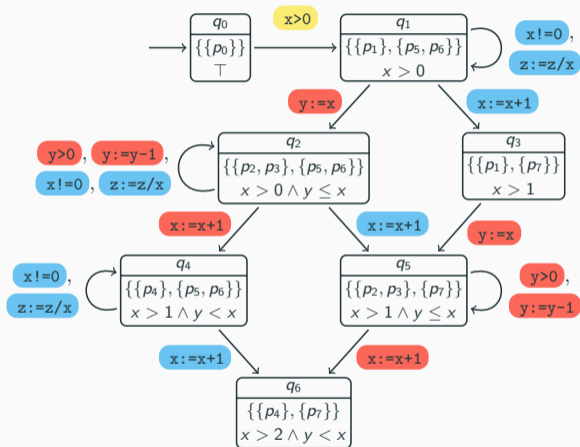 q₀
{{p₀}}
⊤
x>0
q₁
{{p₁}, {p₅, p₆}}
x > 0
x!=0,
z:=z/x
y:=x
x:=x+1
y>0, y:=y-1,
x!=0, z:=z/x
q₂
{{p₂, p₃}, {p₅, p₆}}
x > 0 ∧ y ≤ x
q₃
{{p₁}, {p₇}}
x > 1
x:=x+1
x:=x+1
y:=x
x!=0,
z:=z/x
q₄
{{p₄}, {p₅, p₆}}
x > 1 ∧ y < x
q₅
{{p₂, p₃}, {p₇}}
x > 1 ∧ y ≤ x
y>0,
y:=y-1
x:=x+1
x:=x+1
q₆
{{p₄}, {p₇}}
x > 2 ∧ y < x